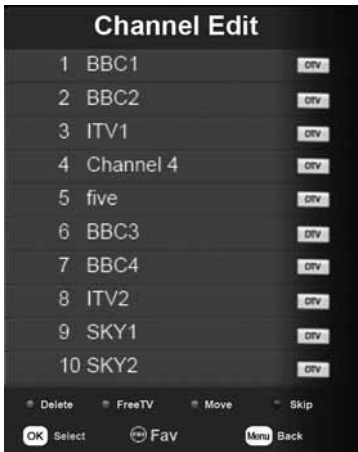 Channel Edit
1 BBC1 DTV
2 BBC2 DTV
3 ITV1 DTV
4 Channel 4 DTV
5 five DTV
6 BBC3 DTV
7 BBC4 DTV
8 ITV2 DTV
9 SKY1 DTV
10 SKY2 DTV
Delete FreeTV Move Skip
OK Select FAV Fav Menu Back